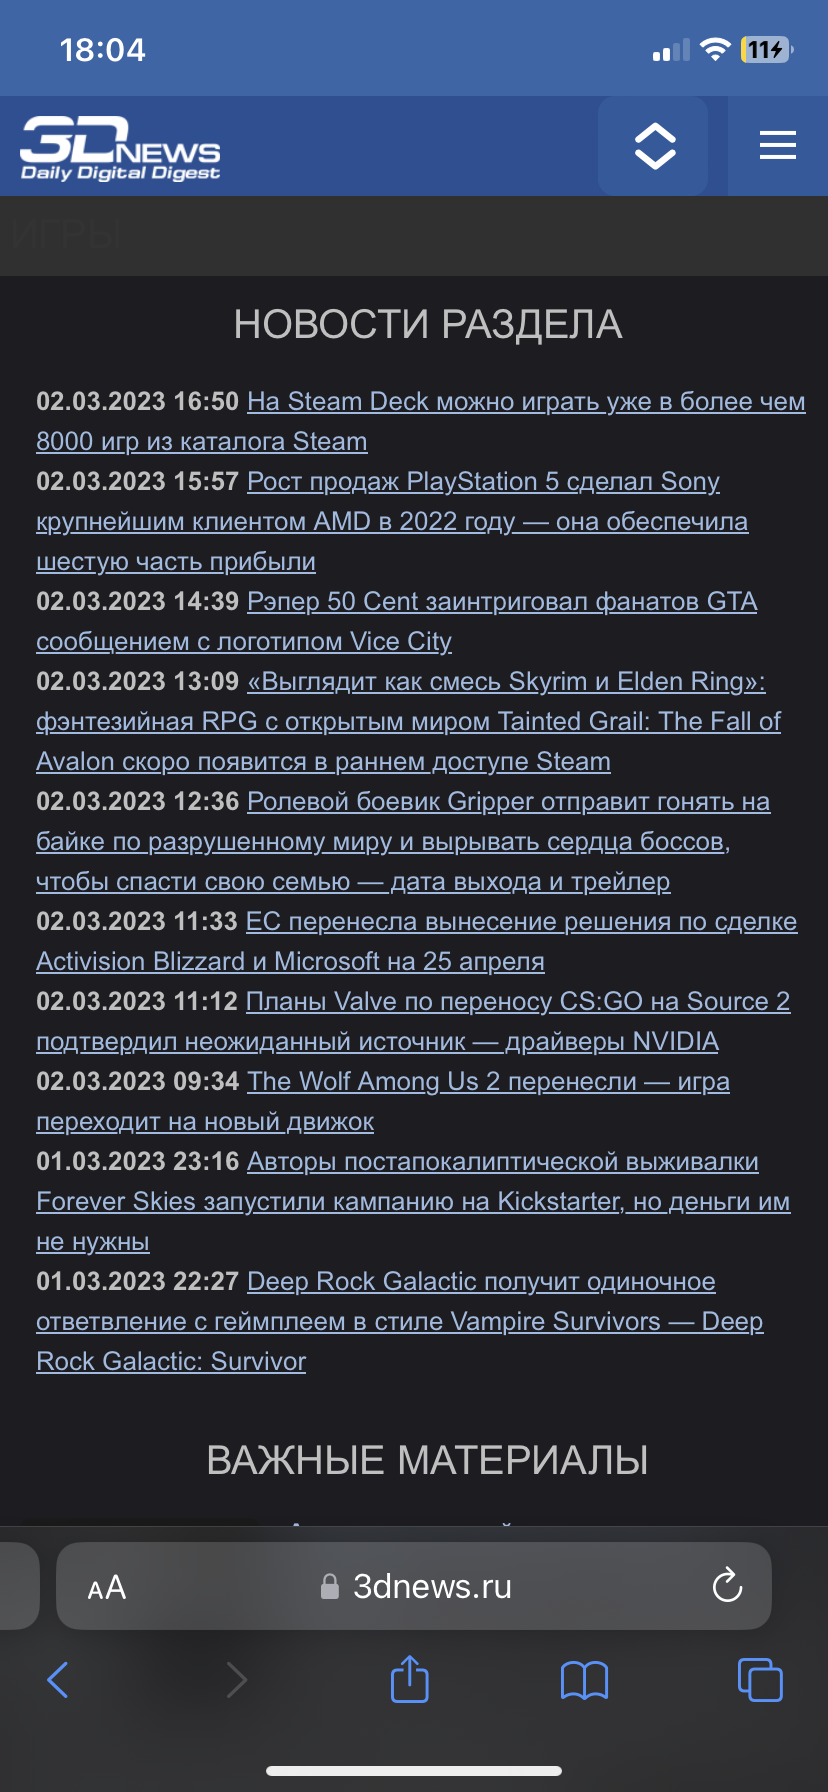 18:04
11
3DNEWS
Daily Digital Digest
ИГРЫ
НОВОСТИ РАЗДЕЛА
02.03.2023 16:50 На Steam Deck можно играть уже в более чем
8000 игр из каталога Steam
02.03.2023 15:57 Рост продаж PlayStation 5 сделал Sony
крупнейшим клиентом AMD в 2022 году — она обеспечила
шестую часть прибыли
02.03.2023 14:39 Рэпер 50 Cent заинтриговал фанатов GTA
сообщением с логотипом Vice City
02.03.2023 13:09 «Выглядит как смесь Skyrim и Elden Ring»:
фэнтезийная RPG с открытым миром Tainted Grail: The Fall of
Avalon скоро появится в раннем доступе Steam
02.03.2023 12:36 Ролевой боевик Gripper отправит гонять на
байке по разрушенному миру и вырывать сердца боссов,
чтобы спасти свою семью — дата выхода и трейлер
02.03.2023 11:33 ЕС перенесла вынесение решения по сделке
Activision Blizzard и Microsoft на 25 апреля
02.03.2023 11:12 Планы Valve по переносу CS:GO на Source 2
подтвердил неожиданный источник — драйверы NVIDIA
02.03.2023 09:34 The Wolf Among Us 2 перенесли — игра
переходит на новый движок
01.03.2023 23:16 Авторы постапокалиптической выживалки
Forever Skies запустили кампанию на Kickstarter, но деньги им
не нужны
01.03.2023 22:27 Deep Rock Galactic получит одиночное
ответвление с геймплеем в стиле Vampire Survivors — Deep
Rock Galactic: Survivor
ВАЖНЫЕ МАТЕРИАЛЫ
AA 3dnews.ru